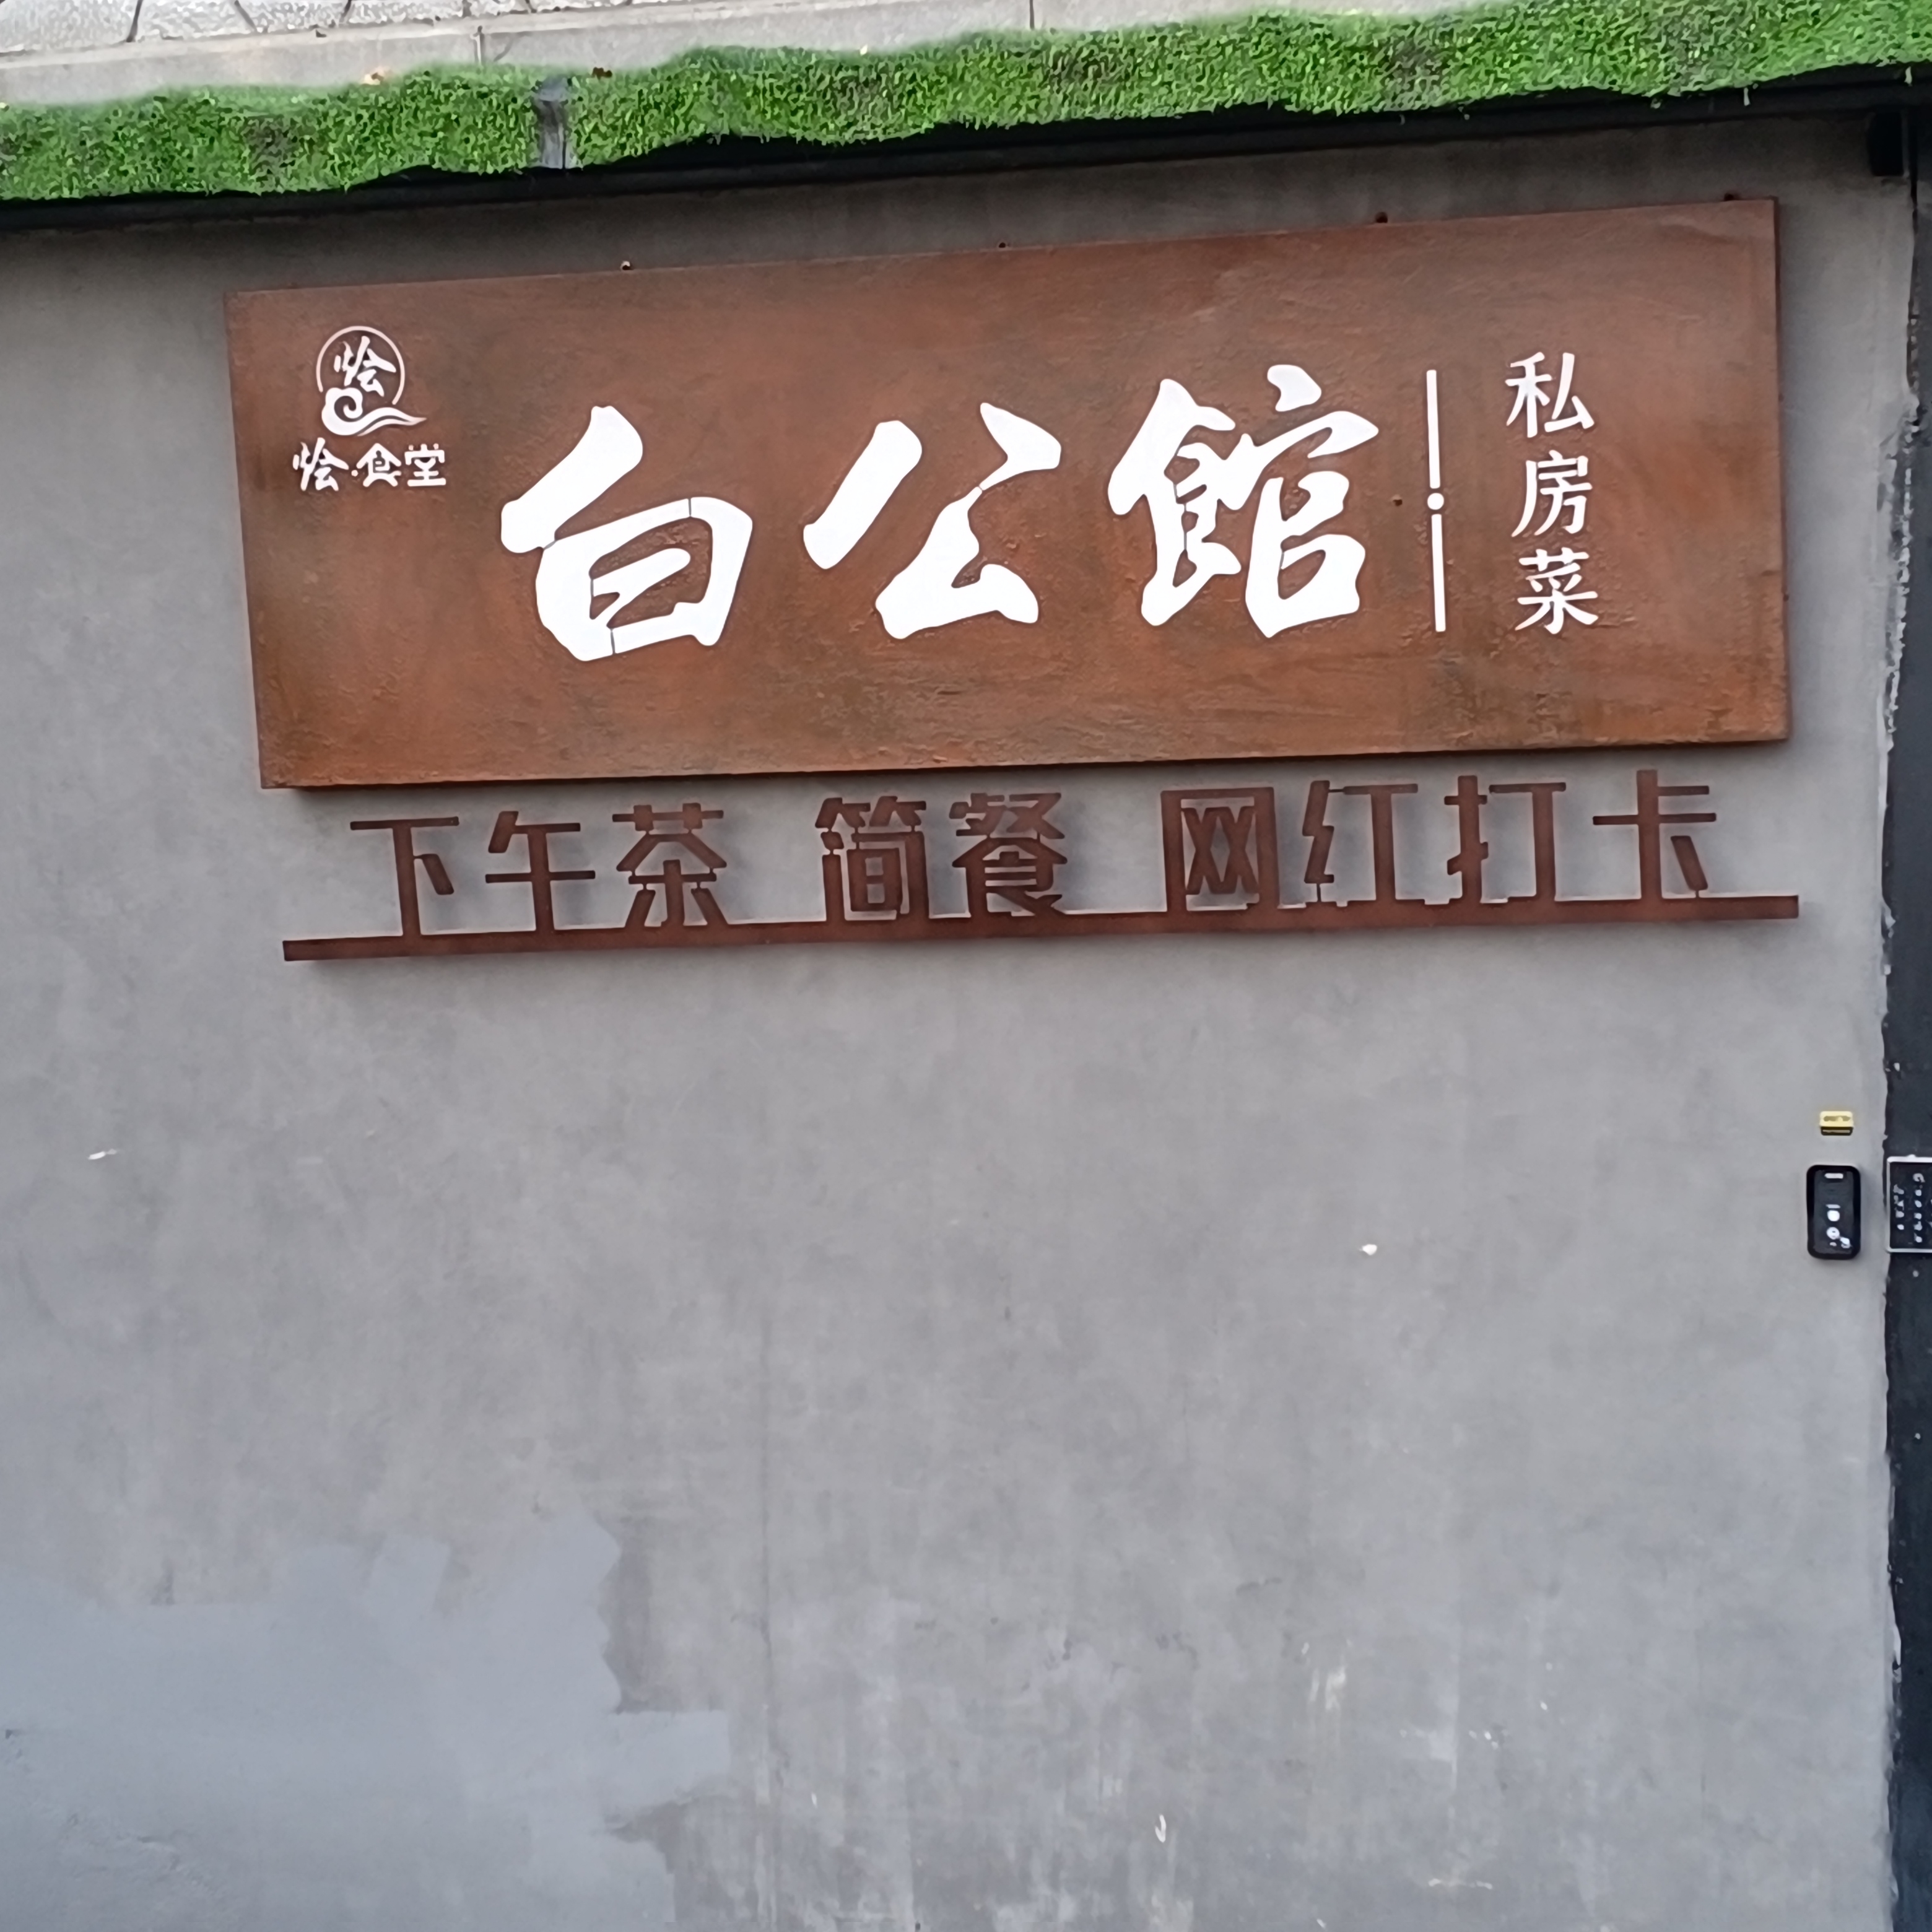 烩
烩·食堂
白公館
私房菜
下午茶 简餐 网红打卡